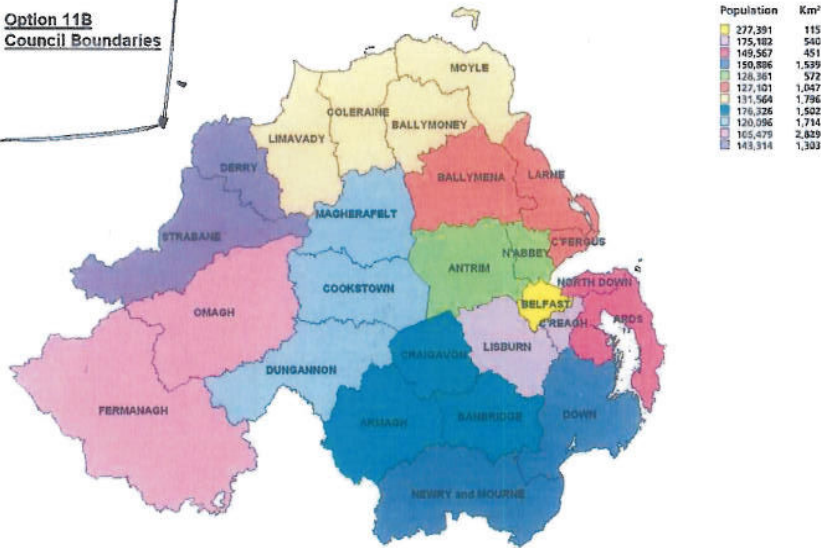 Option 11B
Council Boundaries
Population Km²
277,391 115
175,182 540
149,567 451
150,886 1,539
128,361 572
127,101 1,047
131,564 1,796
176,326 1,502
120,096 1,714
105,479 2,829
143,314 1,303
MOYLE
COLERAINE
LIMAVADY
BALLYMONEY
DERRY
BALLYMENA
LARNE
MAGHERAFELT
STRABANE
C'FERGUS
N'ABBEY
ANTRIM
NORTH DOWN
COOKSTOWN
BELFAST
OMAGH
ARDS
C'REAGH
LISBURN
CRAIGAVON
DUNGANNON
FERMANAGH
ARMAGH
BANBRIDGE
DOWN
NEWRY and MOURNE